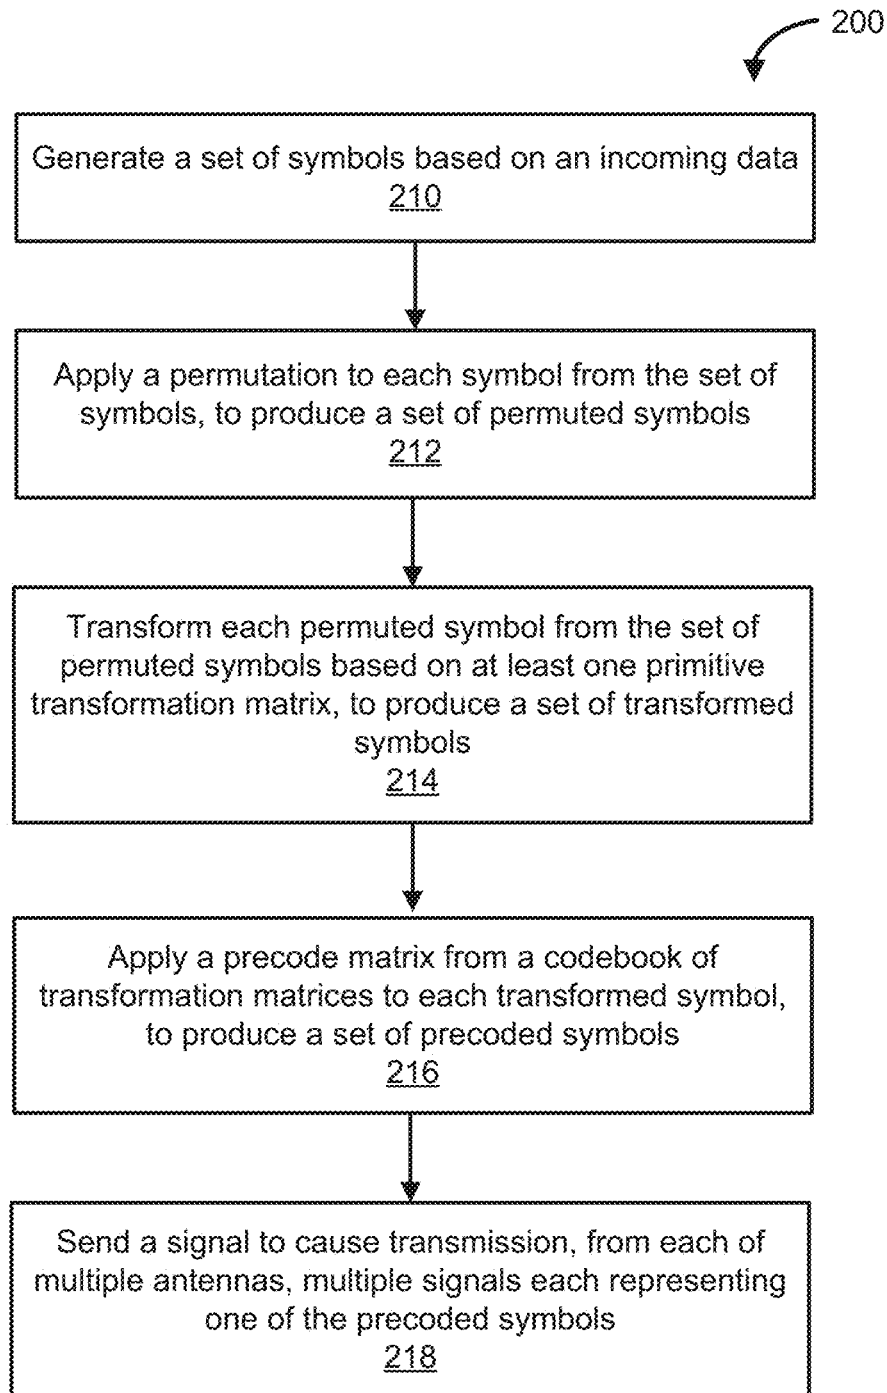 200
Generate a set of symbols based on an incoming data
210
Apply a permutation to each symbol from the set of
symbols, to produce a set of permuted symbols
212
Transform each permuted symbol from the set of
permuted symbols based on at least one primitive
transformation matrix, to produce a set of transformed
symbols
214
Apply a precode matrix from a codebook of
transformation matrices to each transformed symbol,
to produce a set of precoded symbols
216
Send a signal to cause transmission, from each of
multiple antennas, multiple signals each representing
one of the precoded symbols
218